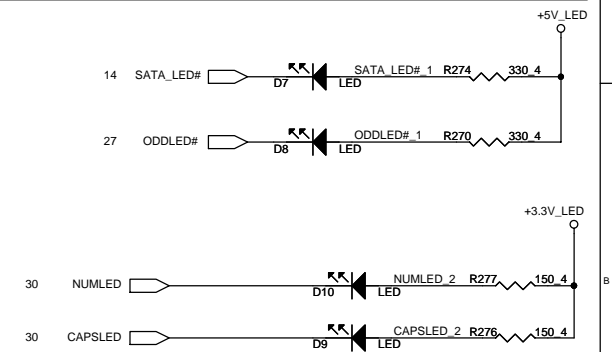 +5V_LED
14 SATA_LED# D7 LED SATA_LED#_1 R274 330_4
27 ODDLED# D8 LED ODDLED#_1 R270 330_4
+3.3V_LED
30 NUMLED D10 LED NUMLED_2 R277 150_4
B
30 CAPSLED D9 LED CAPSLED_2 R276 150_4